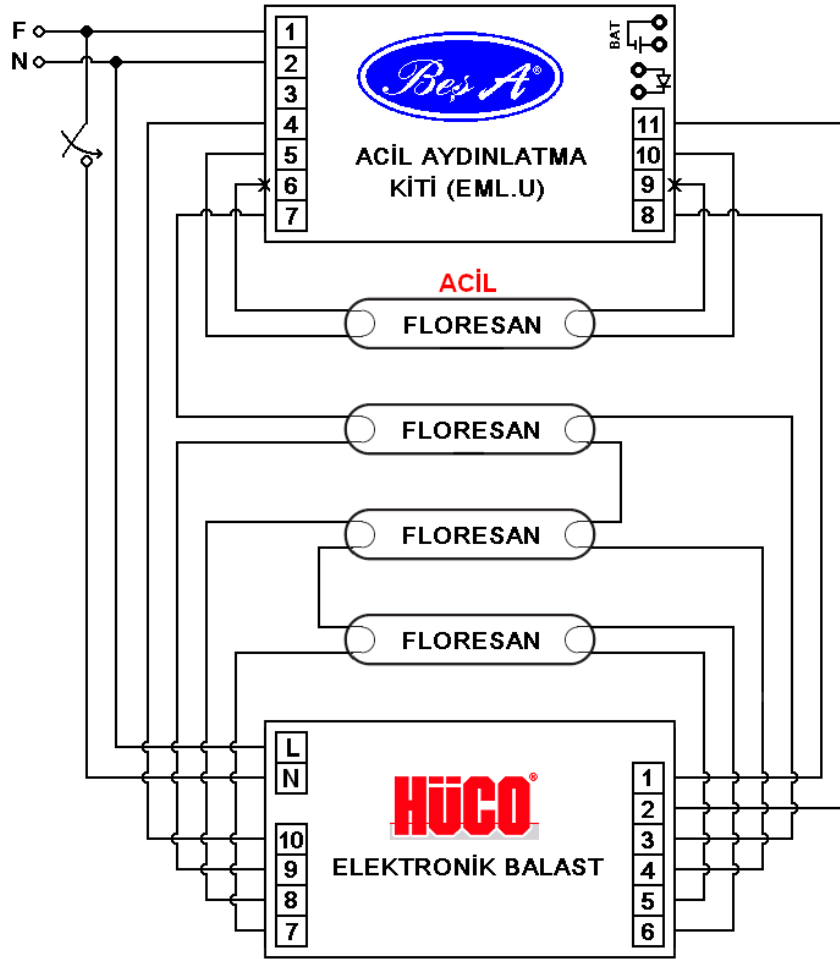 F
N
1
2
3
4
5
6
7
Beş A®
ACİL AYDINLATMA
KİTİ (EML.U)
BAT
11
10
9
8
ACİL
FLORESAN
FLORESAN
FLORESAN
FLORESAN
L
N
10
9
8
7
HÜCO®
ELEKTRONİK BALAST
1
2
3
4
5
6